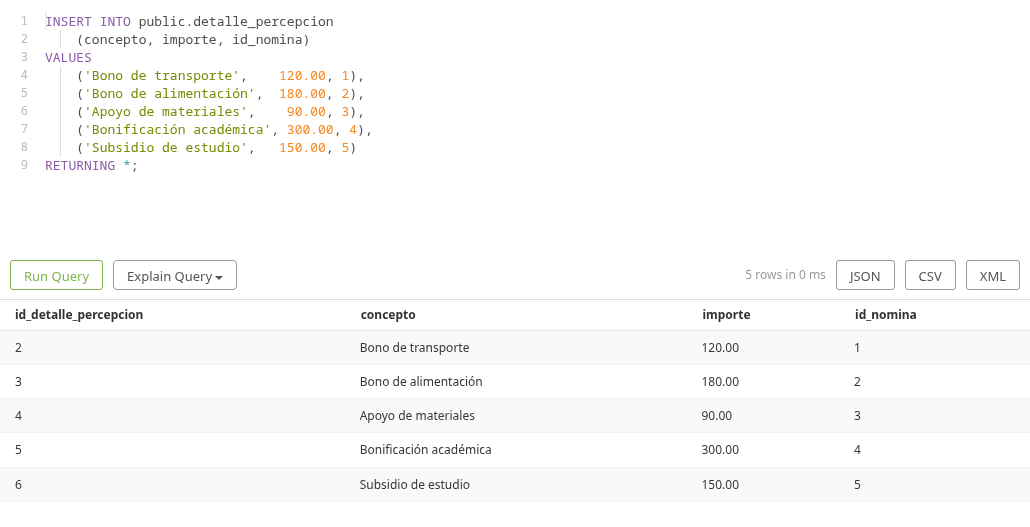 1 INSERT INTO public.detalle_percepcion
2     (concepto, importe, id_nomina)
3 VALUES
4     ('Bono de transporte',    120.00, 1),
5     ('Bono de alimentación',  180.00, 2),
6     ('Apoyo de materiales',    90.00, 3),
7     ('Bonificación académica', 300.00, 4),
8     ('Subsidio de estudio',   150.00, 5)
9 RETURNING *;
Run Query Explain Query 5 rows in 0 ms JSON CSV XML
id_detalle_percepcion concepto importe id_nomina
2 Bono de transporte 120.00 1
3 Bono de alimentación 180.00 2
4 Apoyo de materiales 90.00 3
5 Bonificación académica 300.00 4
6 Subsidio de estudio 150.00 5